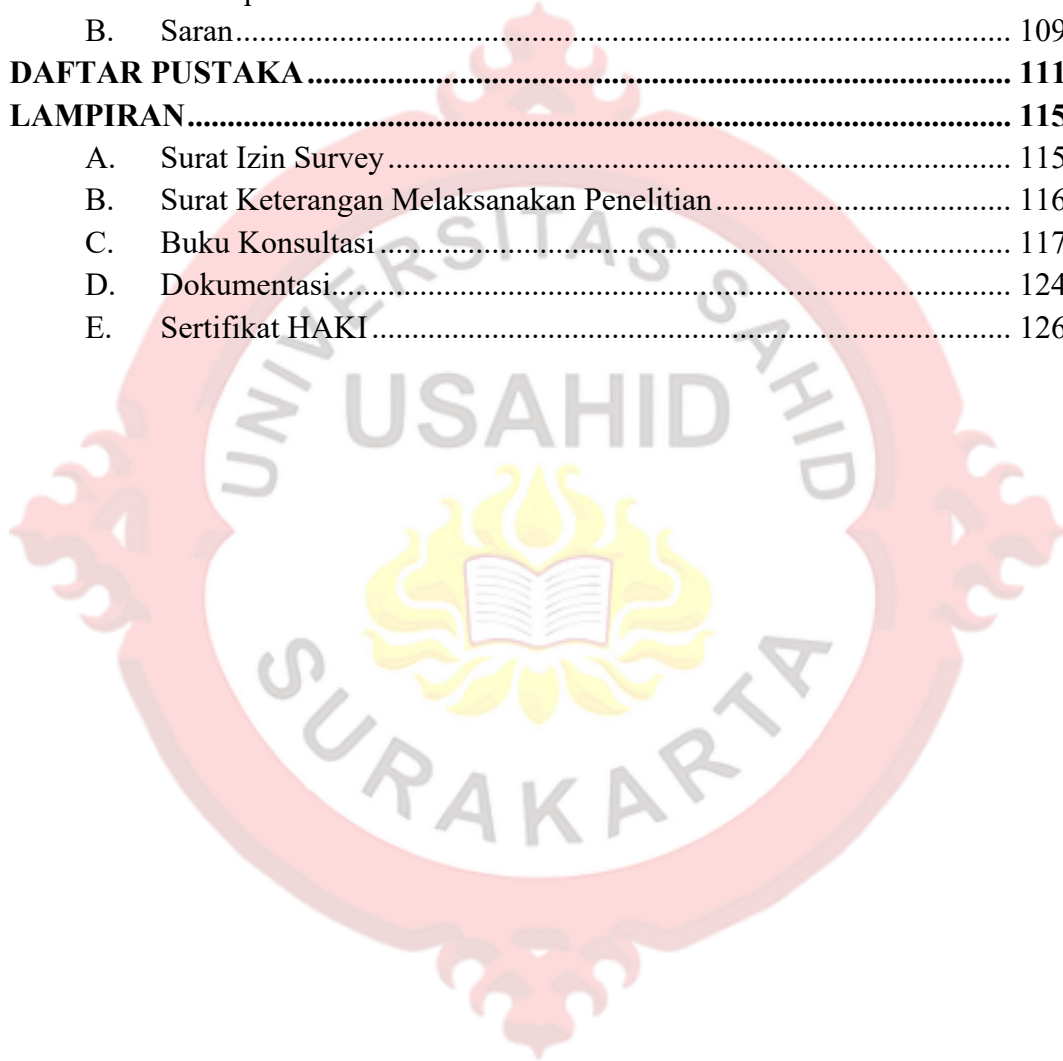 B. Saran........ 109
DAFTAR PUSTAKA........ 111
LAMPIRAN........ 115
A. Surat Izin Survey........ 115
B. Surat Keterangan Melaksanakan Penelitian........ 116
C. Buku Konsultasi........ 117
D. Dokumentasi........ 124
E. Sertifikat HAKI........ 126
UNIVERSITAS SAHID
USAHID
SURAKARTA